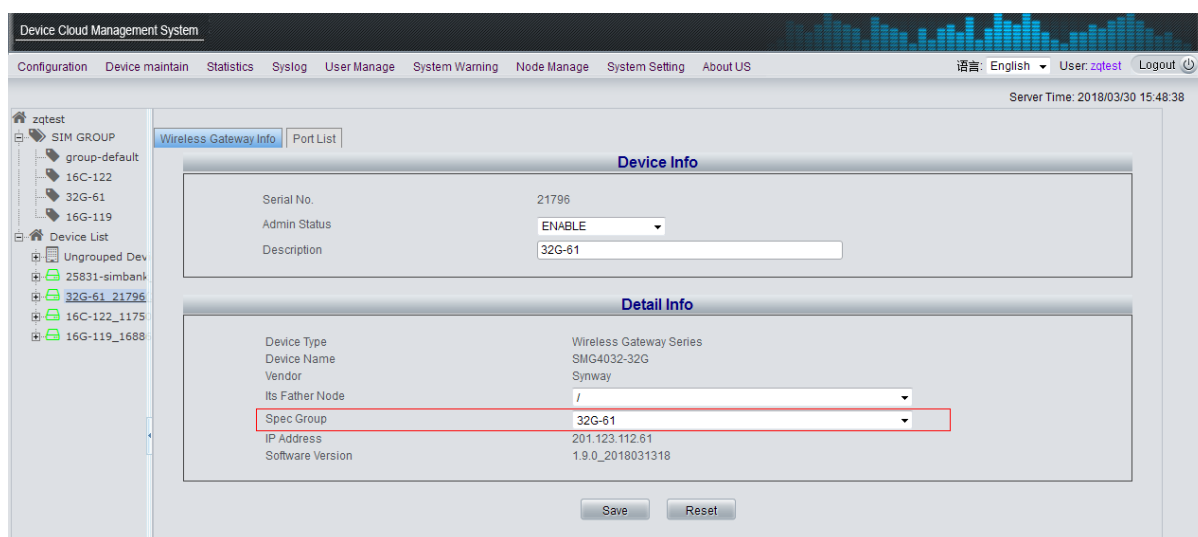 Device Cloud Management System
Configuration Device maintain Statistics Syslog User Manage System Warning Node Manage System Setting About US 语言: English User: zqtest Logout
Server Time: 2018/03/30 15:48:38
zqtest
SIM GROUP
group-default
16C-122
32G-61
16G-119
Device List
Ungrouped Dev
25831-simbank
32G-61_21796
16C-122_1175
16G-119_1688
Wireless Gateway Info Port List
Device Info
Serial No. 21796
Admin Status ENABLE
Description 32G-61
Detail Info
Device Type Wireless Gateway Series
Device Name SMG4032-32G
Vendor Synway
Its Father Node /
Spec Group 32G-61
IP Address 201.123.112.61
Software Version 1.9.0_2018031318
Save Reset